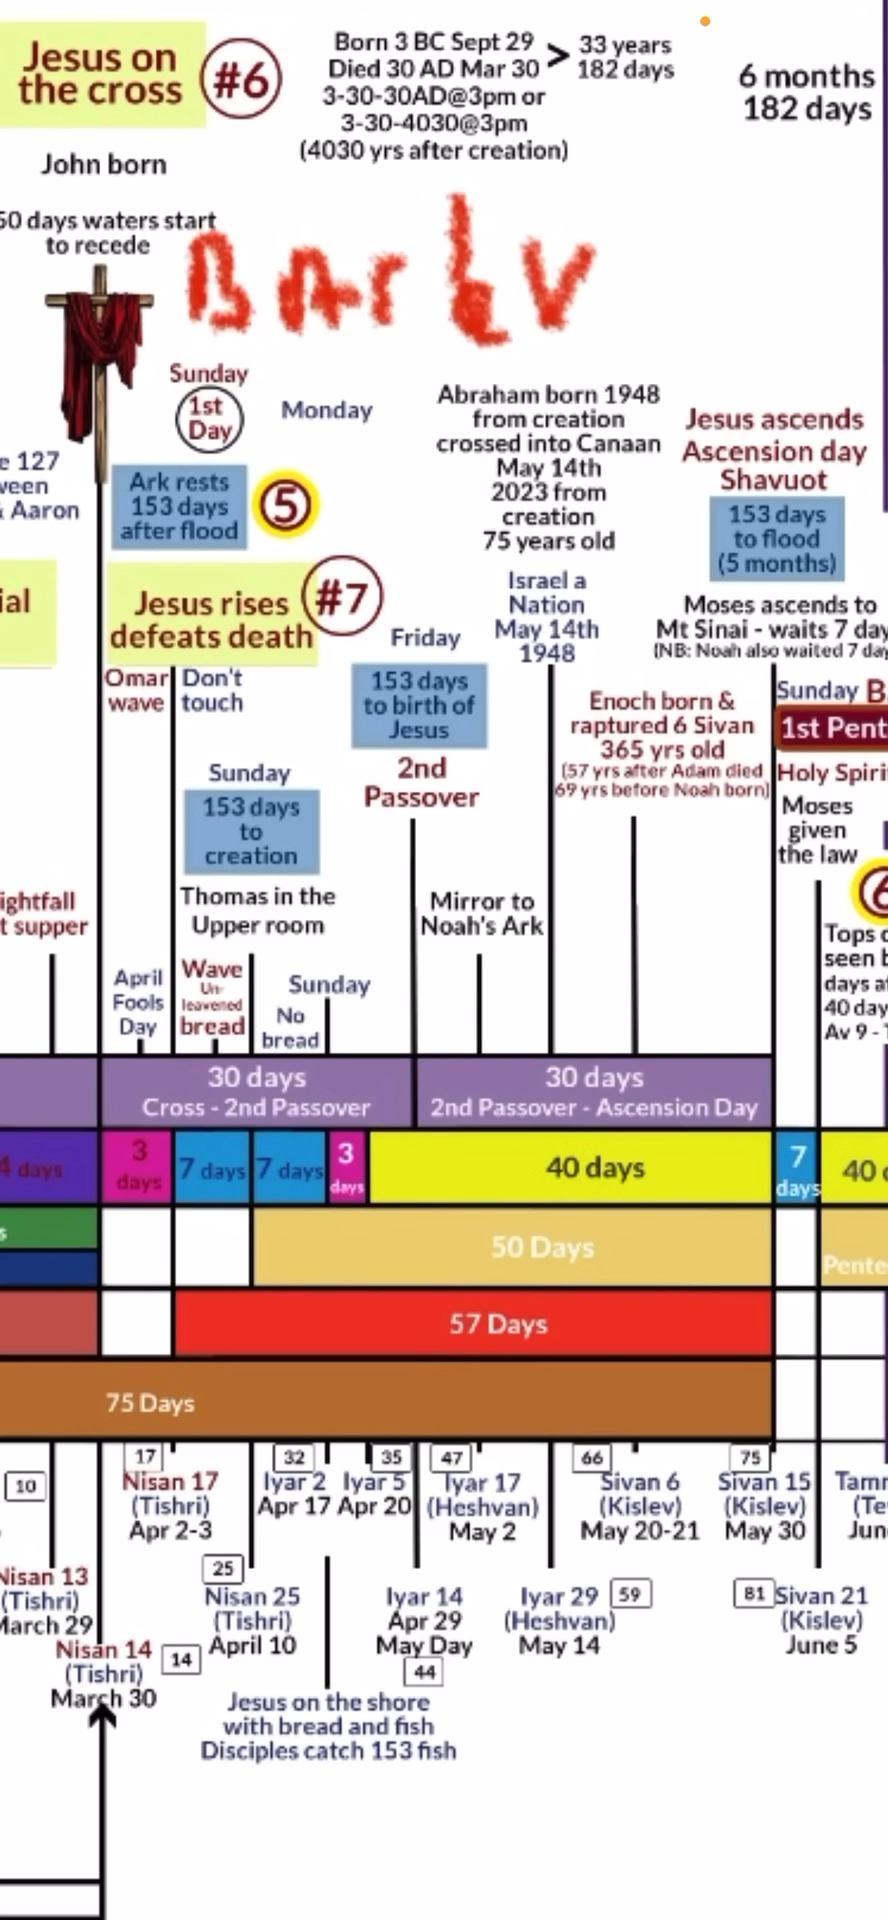 Jesus on
the cross
#6
Born 3 BC Sept 29
Died 30 AD Mar 30
3-30-30AD@3pm or
3-30-4030@3pm
(4030 yrs after creation)
>
33 years
182 days
6 months
182 days
John born
50 days waters start
to recede
Sunday
1st
Day
Monday
Abraham born 1948
from creation
crossed into Canaan
May 14th
2023 from
creation
75 years old
Jesus ascends
Ascension day
Shavuot
e 127
ween
& Aaron
Ark rests
153 days
after flood
5
153 days
to flood
(5 months)
ial
Jesus rises
defeats death
#7
Israel a
Nation
May 14th
1948
Moses ascends to
Mt Sinai - waits 7 day
(NB: Noah also waited 7 day
Friday
153 days
to birth of
Jesus
2nd
Passover
Omar
wave
Don't
touch
Enoch born &
raptured 6 Sivan
365 yrs old
(57 yrs after Adam died
69 yrs before Noah born)
Sunday
B
1st Pent
Holy Spiri
Moses
given
the law
Sunday
153 days
to
creation
Thomas in the
Upper room
ightfall
t supper
Mirror to
Noah's Ark
6
Tops
seen b
days a
40 day
Av 9 -
April
Fools
Day
Wave
Un-
leavened
bread
Sunday
No
bread
30 days
Cross - 2nd Passover
30 days
2nd Passover - Ascension Day
4 days
3
days
7 days
7 days
3
days
40 days
7
days
40
s
50 Days
Pente
57 Days
75 Days
10
17
Nisan 17
(Tishri)
Apr 2-3
32
Iyar 2
Apr 17
35
Iyar 5
Apr 20
47
Iyar 17
(Heshvan)
May 2
66
Sivan 6
(Kislev)
May 20-21
75
Sivan 15
(Kislev)
May 30
Tamm
(Te
Jun
Nisan 13
(Tishri)
March 29
Nisan 14
(Tishri)
March 30
14
25
Nisan 25
(Tishri)
April 10
Iyar 14
Apr 29
May Day
44
Iyar 29
(Heshvan)
May 14
59
81
Sivan 21
(Kislev)
June 5
Jesus on the shore
with bread and fish
Disciples catch 153 fish